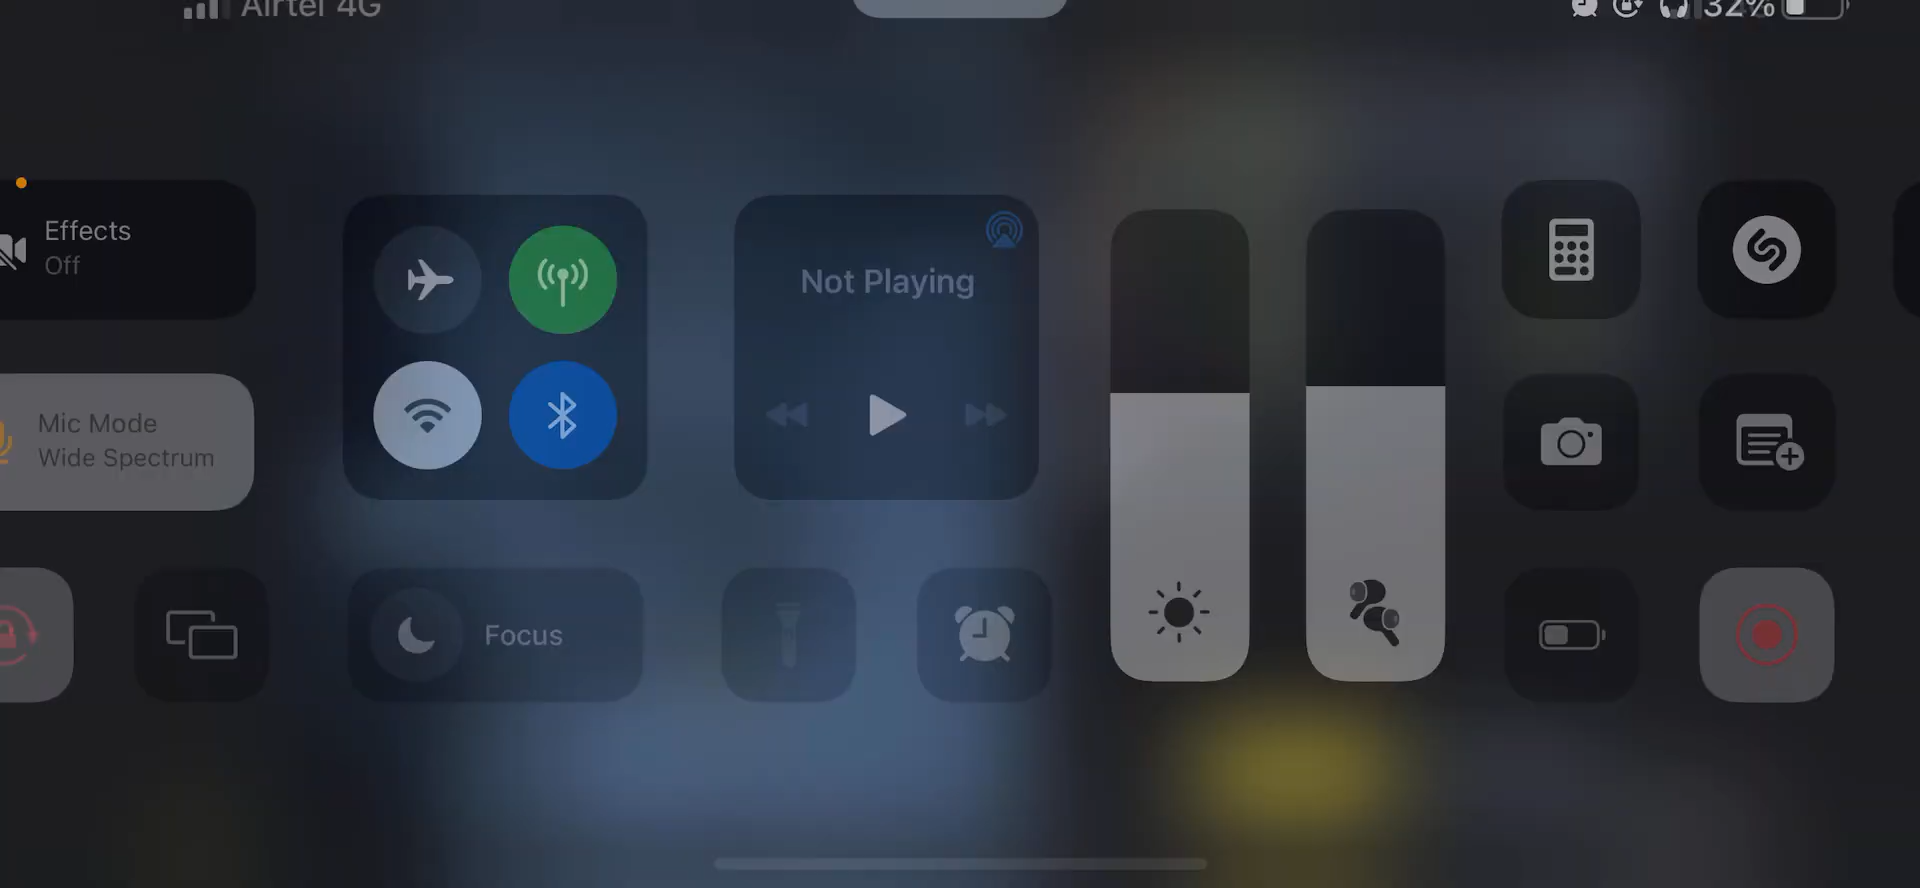 Airtel 4G
32%
Effects
Off
Not Playing
Mic Mode
Wide Spectrum
Focus